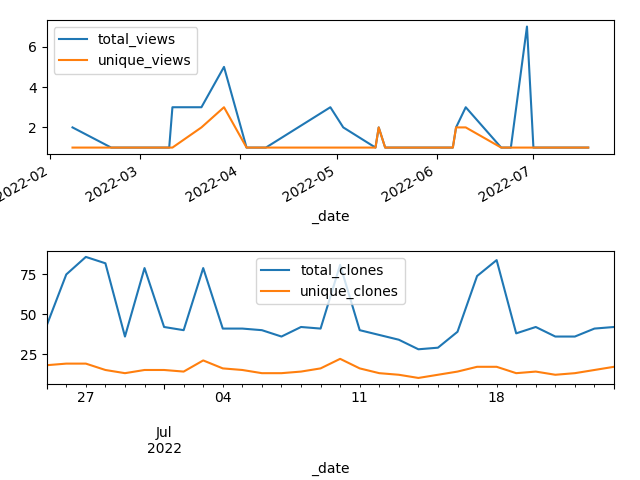 6
4
2
total_views
unique_views
2022-02
2022-03
2022-04
2022-05
2022-06
2022-07
_date
75
50
25
total_clones
unique_clones
27
04
11
18
Jul
2022
_date